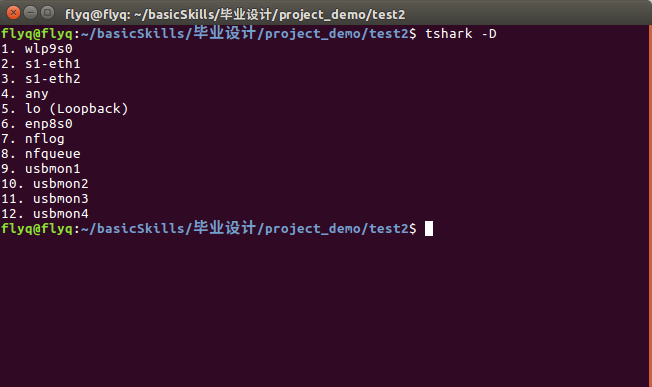 flyq@flyq: ~/basicSkills/毕业设计/project_demo/test2
flyq@flyq:~/basicSkills/毕业设计/project_demo/test2$ tshark -D
1. wlp9s0
2. s1-eth1
3. s1-eth2
4. any
5. lo (Loopback)
6. enp8s0
7. nflog
8. nfqueue
9. usbmon1
10. usbmon2
11. usbmon3
12. usbmon4
flyq@flyq:~/basicSkills/毕业设计/project_demo/test2$